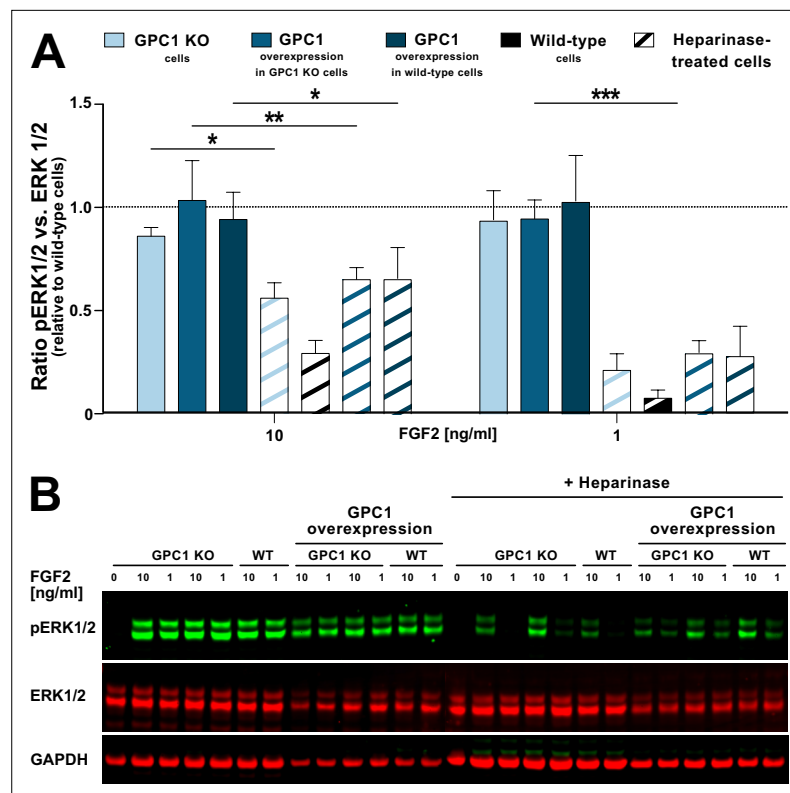 A
GPC1 KO
cells
GPC1
overexpression
in GPC1 KO cells
GPC1
overexpression
in wild-type cells
Wild-type
cells
Heparinase-
treated cells
Ratio pERK1/2 vs. ERK 1/2
(relative to wild-type cells)
1.5
1.0
0.5
0
*
**
*
***
10
FGF2 [ng/ml]
1
B
+ Heparinase
GPC1
overexpression
GPC1
overexpression
GPC1 KO WT GPC1 KO WT GPC1 KO WT GPC1 KO WT
FGF2
[ng/ml]
0 10 1 10 1 10 1 10 1 10 1 10 1 0 10 1 10 1 10 1 10 1 10 1 10 1
pERK1/2
ERK1/2
GAPDH